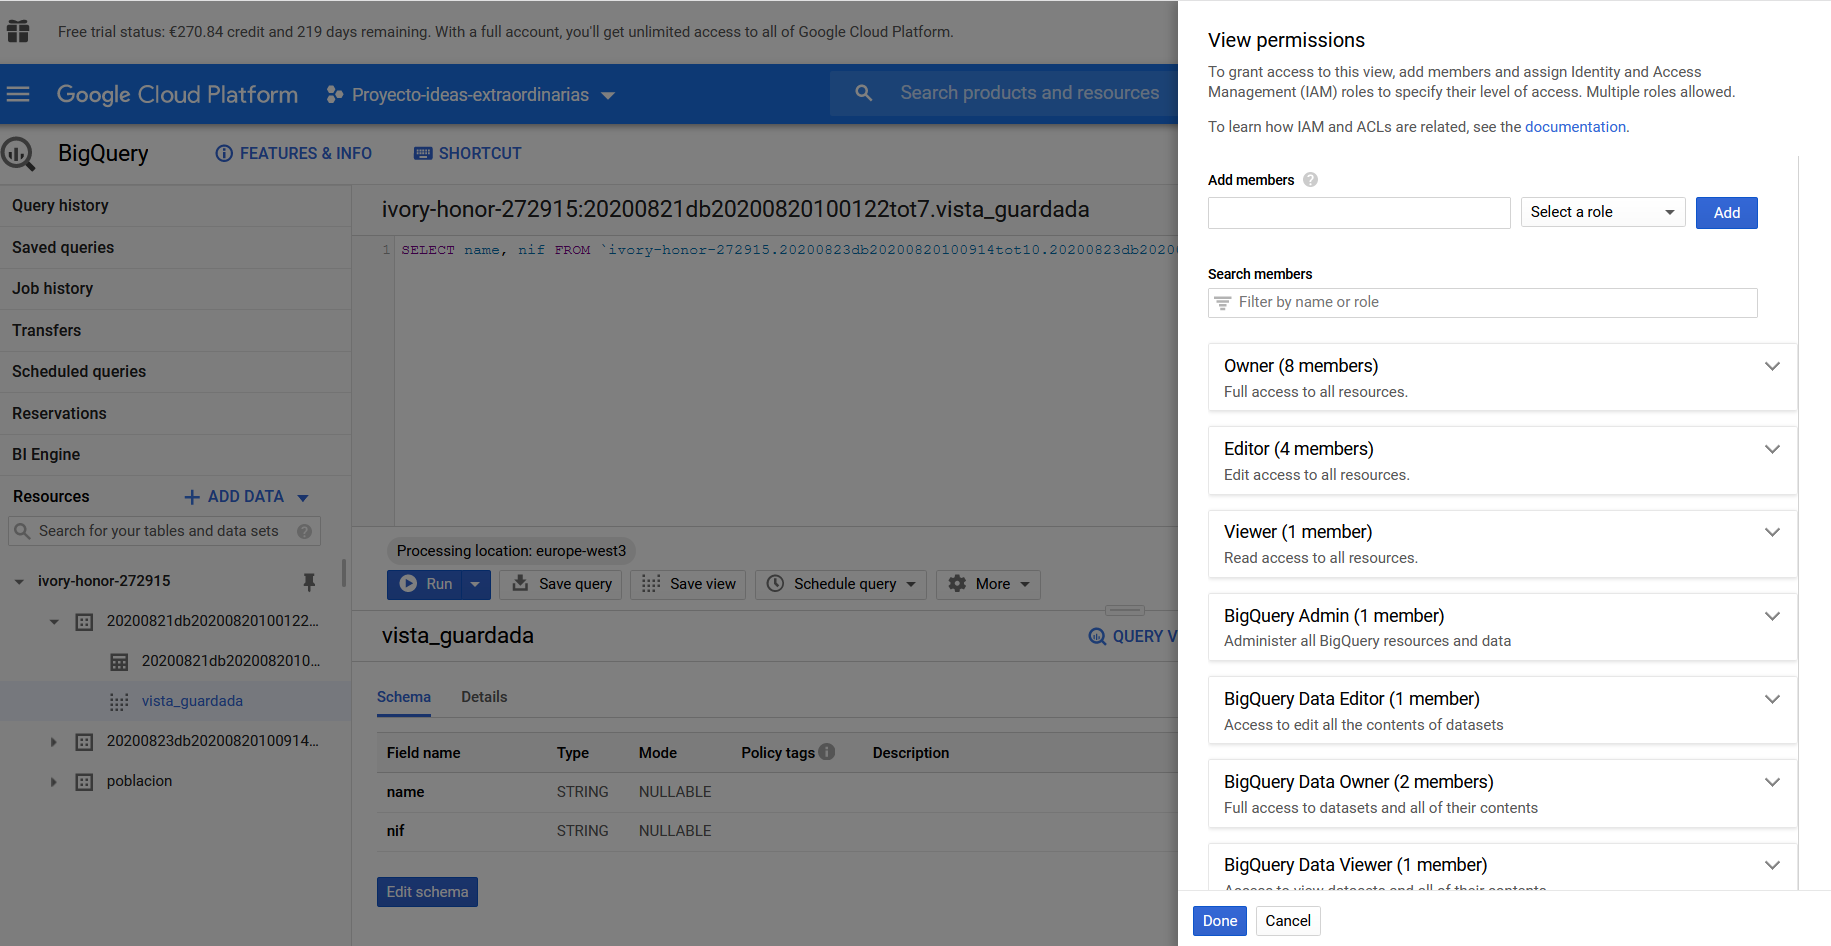 Free trial status: €270.84 credit and 219 days remaining. With a full account, you'll get unlimited access to all of Google Cloud Platform.
Google Cloud Platform
Proyecto-ideas-extraordinarias
Search products and resources
BigQuery
FEATURES & INFO
SHORTCUT
Query history
Saved queries
Job history
Transfers
Scheduled queries
Reservations
BI Engine
Resources
ADD DATA
Search for your tables and data sets
ivory-honor-272915
20200821db20200820100122...
20200821db2020082010...
vista_guardada
20200823db20200820100914...
poblacion
ivory-honor-272915:20200821db20200820100122tot7.vista_guardada
1 SELECT name, nif FROM `ivory-honor-272915.20200823db20200820100914tot10.20200823db2020
Processing location: europe-west3
Run
Save query
Save view
Schedule query
More
vista_guardada
QUERY V
Schema
Details
Field name Type Mode Policy tags Description
name STRING NULLABLE
nif STRING NULLABLE
Edit schema
View permissions
To grant access to this view, add members and assign Identity and Access
Management (IAM) roles to specify their level of access. Multiple roles allowed.
To learn how IAM and ACLs are related, see the documentation.
Add members
Select a role
Add
Search members
Filter by name or role
Owner (8 members)
Full access to all resources.
Editor (4 members)
Edit access to all resources.
Viewer (1 member)
Read access to all resources.
BigQuery Admin (1 member)
Administer all BigQuery resources and data
BigQuery Data Editor (1 member)
Access to edit all the contents of datasets
BigQuery Data Owner (2 members)
Full access to datasets and all of their contents
BigQuery Data Viewer (1 member)
Access to view datasets and all of their contents
Done
Cancel